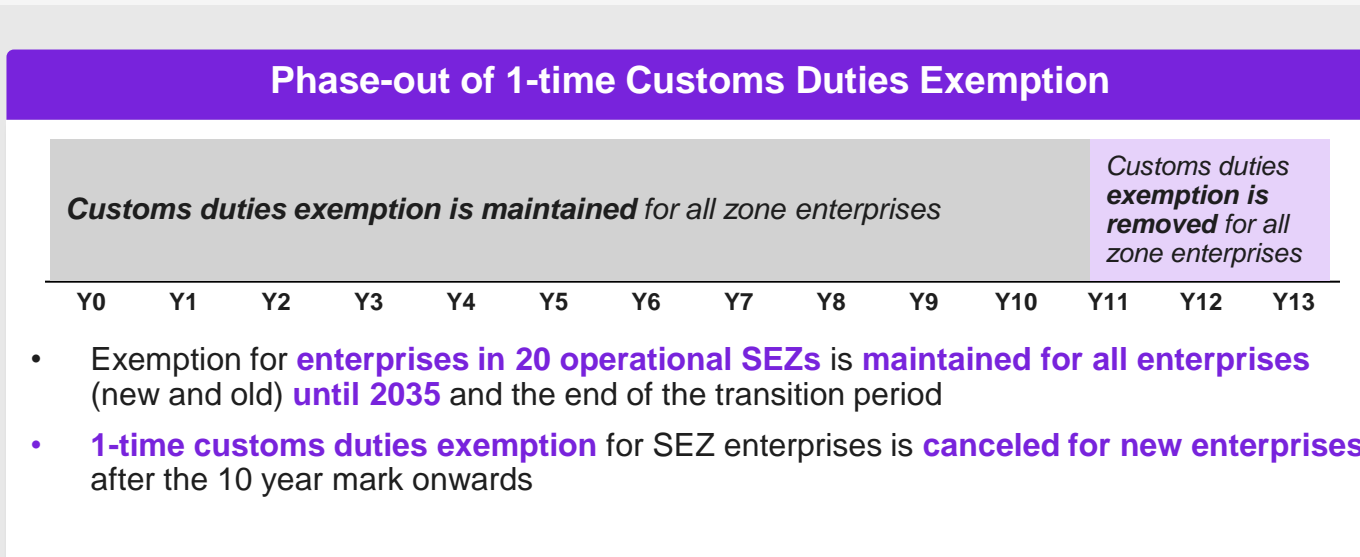 Phase-out of 1-time Customs Duties Exemption
Customs duties exemption is maintained for all zone enterprises
Customs duties
exemption is
removed for all
zone enterprises
Y0 Y1 Y2 Y3 Y4 Y5 Y6 Y7 Y8 Y9 Y10 Y11 Y12 Y13
• Exemption for enterprises in 20 operational SEZs is maintained for all enterprises
(new and old) until 2035 and the end of the transition period
• 1-time customs duties exemption for SEZ enterprises is canceled for new enterprises
after the 10 year mark onwards